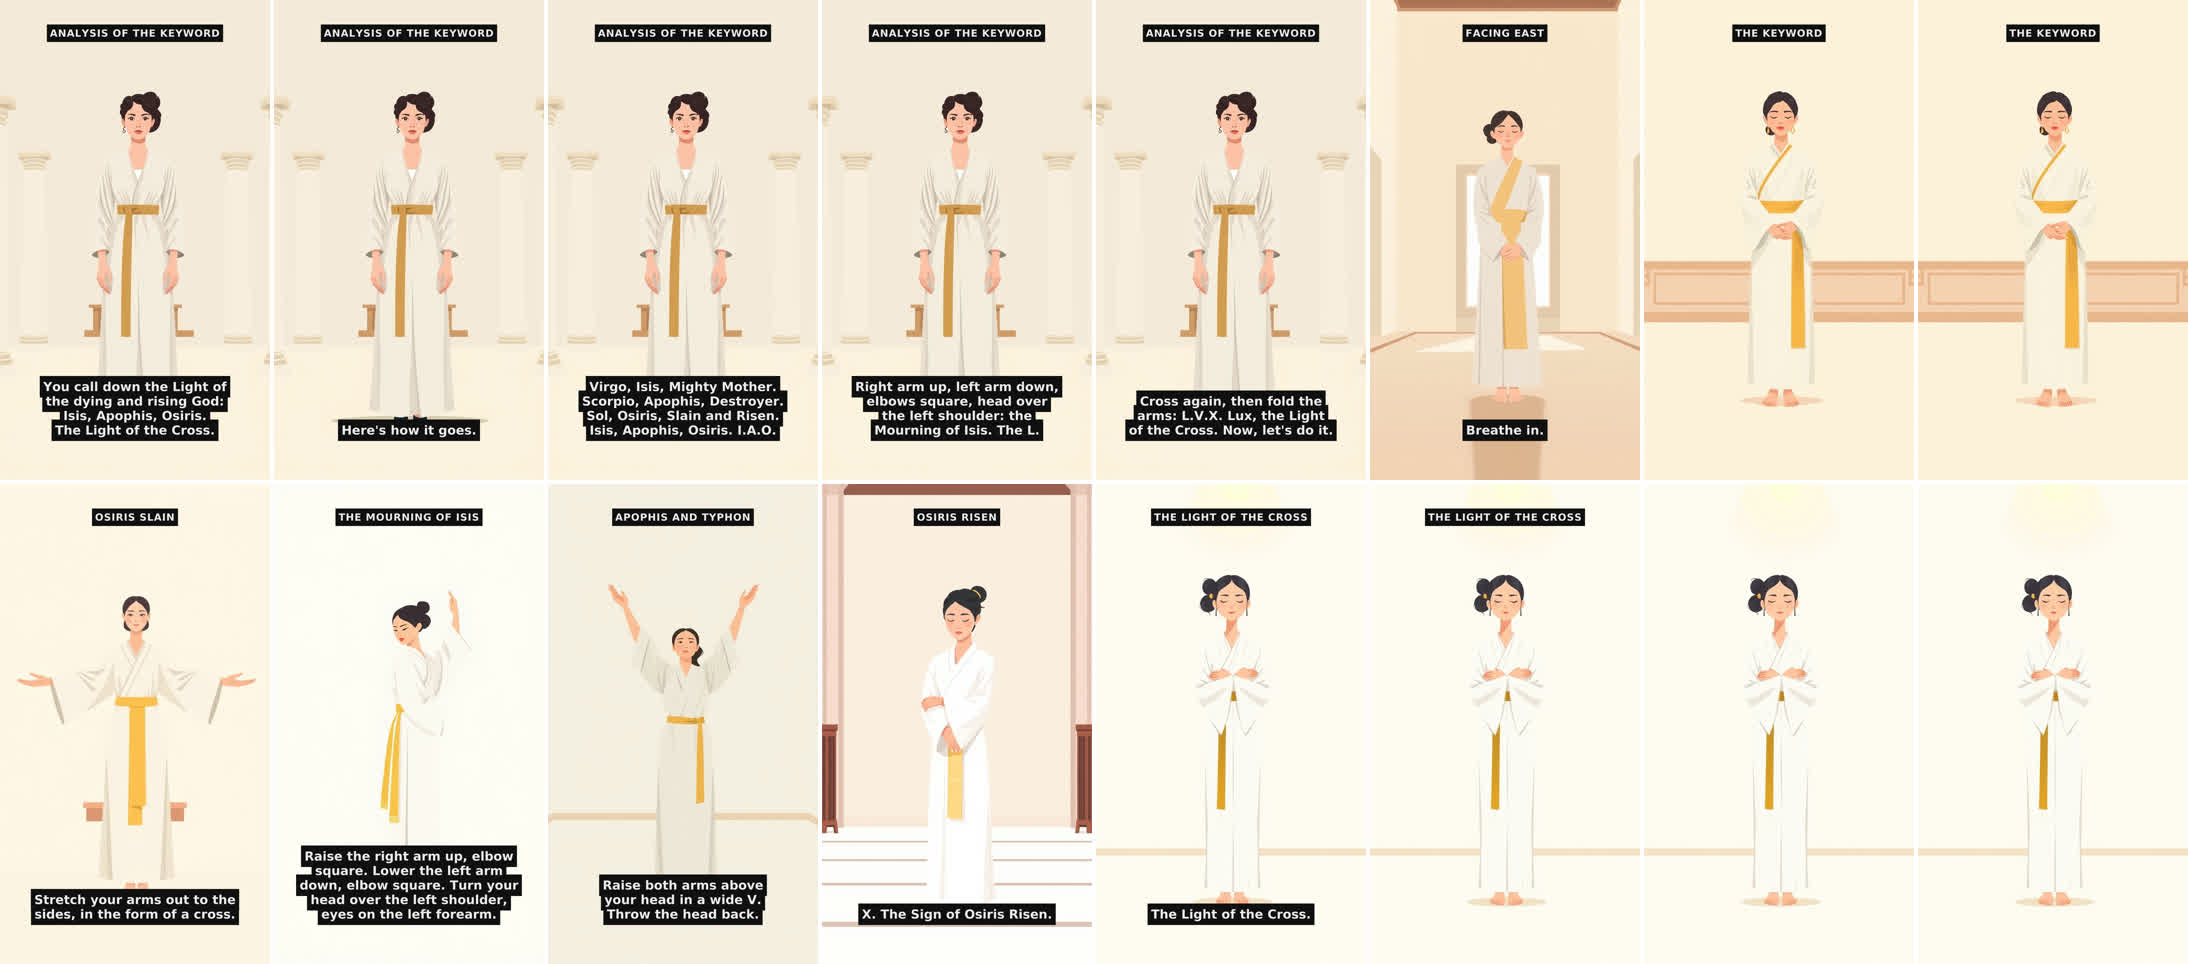 ANALYSIS OF THE KEYWORD
You call down the Light of
the dying and rising God:
Isis, Apophis, Osiris.
The Light of the Cross.
ANALYSIS OF THE KEYWORD
Here's how it goes.
ANALYSIS OF THE KEYWORD
Virgo, Isis, Mighty Mother.
Scorpio, Apophis, Destroyer.
Sol, Osiris, Slain and Risen.
Isis, Apophis, Osiris. I.A.O.
ANALYSIS OF THE KEYWORD
Right arm up, left arm down,
elbows square, head over
the left shoulder: the
Mourning of Isis. The L.
ANALYSIS OF THE KEYWORD
Cross again, then fold the
arms: L.V.X. Lux, the Light
of the Cross. Now, let's do it.
FACING EAST
Breathe in.
THE KEYWORD
THE KEYWORD
OSIRIS SLAIN
Stretch your arms out to the
sides, in the form of a cross.
THE MOURNING OF ISIS
Raise the right arm up, elbow
square. Lower the left arm
down, elbow square. Turn your
head over the left shoulder,
eyes on the left forearm.
APOPHIS AND TYPHON
Raise both arms above
your head in a wide V.
Throw the head back.
OSIRIS RISEN
X. The Sign of Osiris Risen.
THE LIGHT OF THE CROSS
The Light of the Cross.
THE LIGHT OF THE CROSS